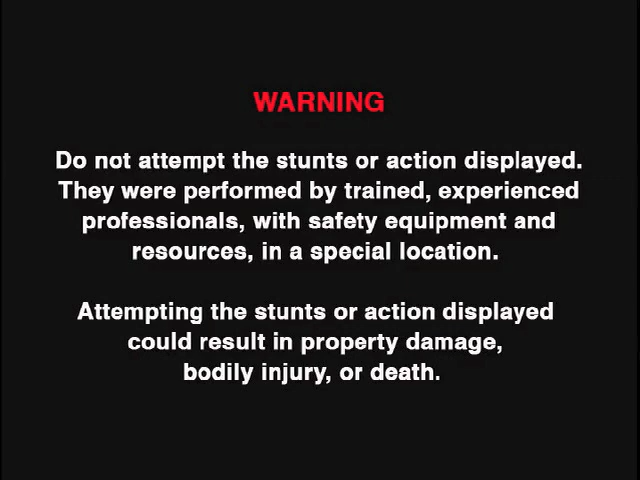 WARNING
Do not attempt the stunts or action displayed.
They were performed by trained, experienced
professionals, with safety equipment and
resources, in a special location.
Attempting the stunts or action displayed
could result in property damage,
bodily injury, or death.